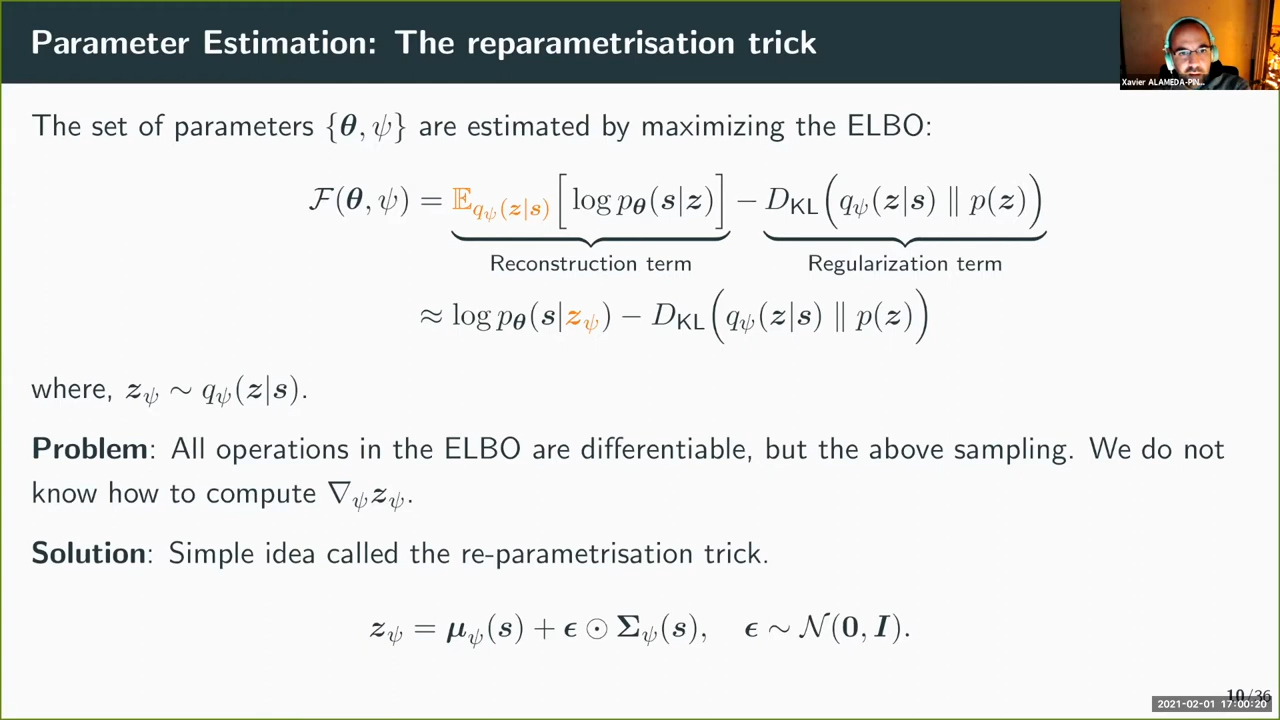 Parameter Estimation: The reparametrisation trick
Xavier ALAMEDA-PIN...
The set of parameters {θ, ψ} are estimated by maximizing the ELBO:
ℱ(θ, ψ) = 𝔼_{q_ψ(z|s)} [ log p_θ(s|z) ] − D_KL( q_ψ(z|s) ∥ p(z) )
Reconstruction term Regularization term
≈ log p_θ(s|z_ψ) − D_KL( q_ψ(z|s) ∥ p(z) )
where, z_ψ ∼ q_ψ(z|s).
Problem: All operations in the ELBO are differentiable, but the above sampling. We do not
know how to compute ∇_ψ z_ψ.
Solution: Simple idea called the re-parametrisation trick.
z_ψ = μ_ψ(s) + ϵ ⊙ Σ_ψ(s), ϵ ∼ 𝒩(0, I).
10/36
2021-02-01 17:00:20